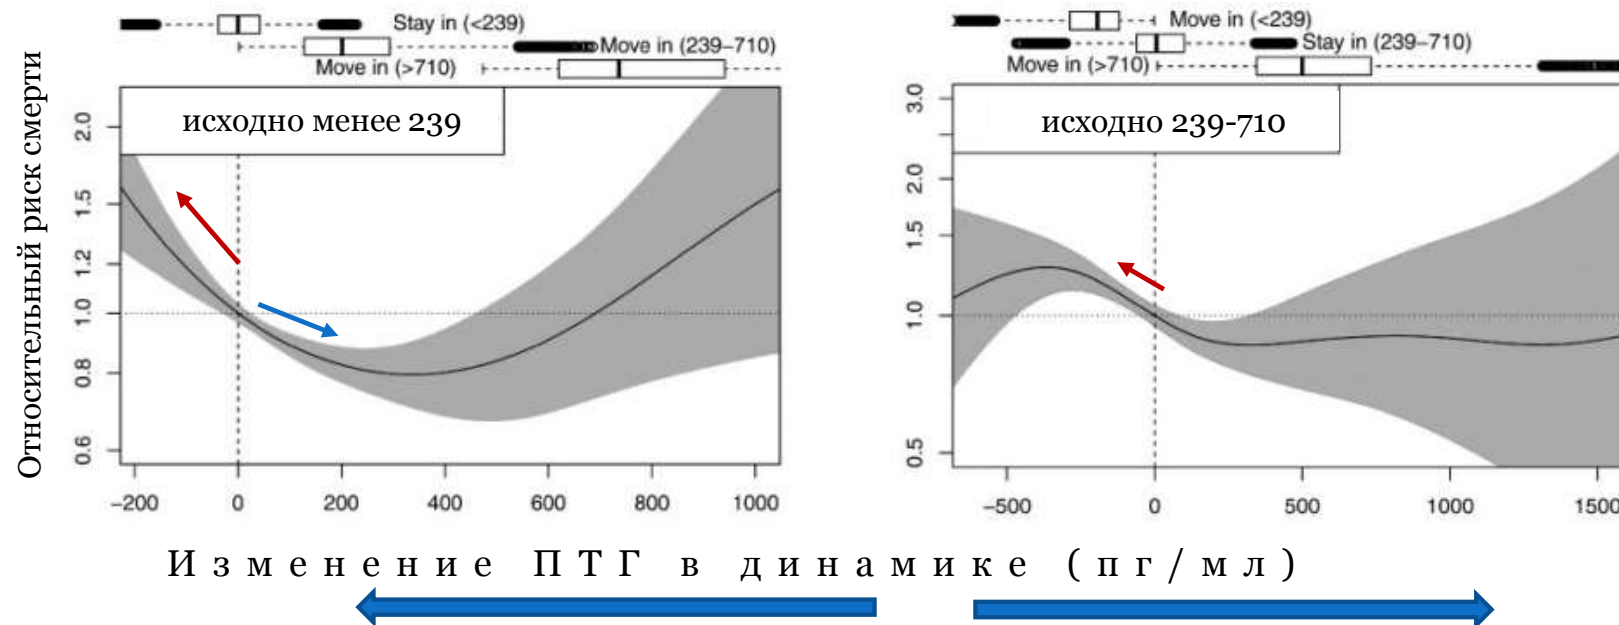 Stay in (<239)
Move in (239–710)
Move in (>710)
исходно менее 239
Относительный риск смерти
2.0
1.5
1.2
1.0
0.8
0.6
−200
0
200
400
600
800
1000
Move in (<239)
Stay in (239–710)
Move in (>710)
исходно 239-710
3.0
2.0
1.5
1.0
0.5
−500
0
500
1000
1500
Изменение ПТГ в динамике (пг/мл)